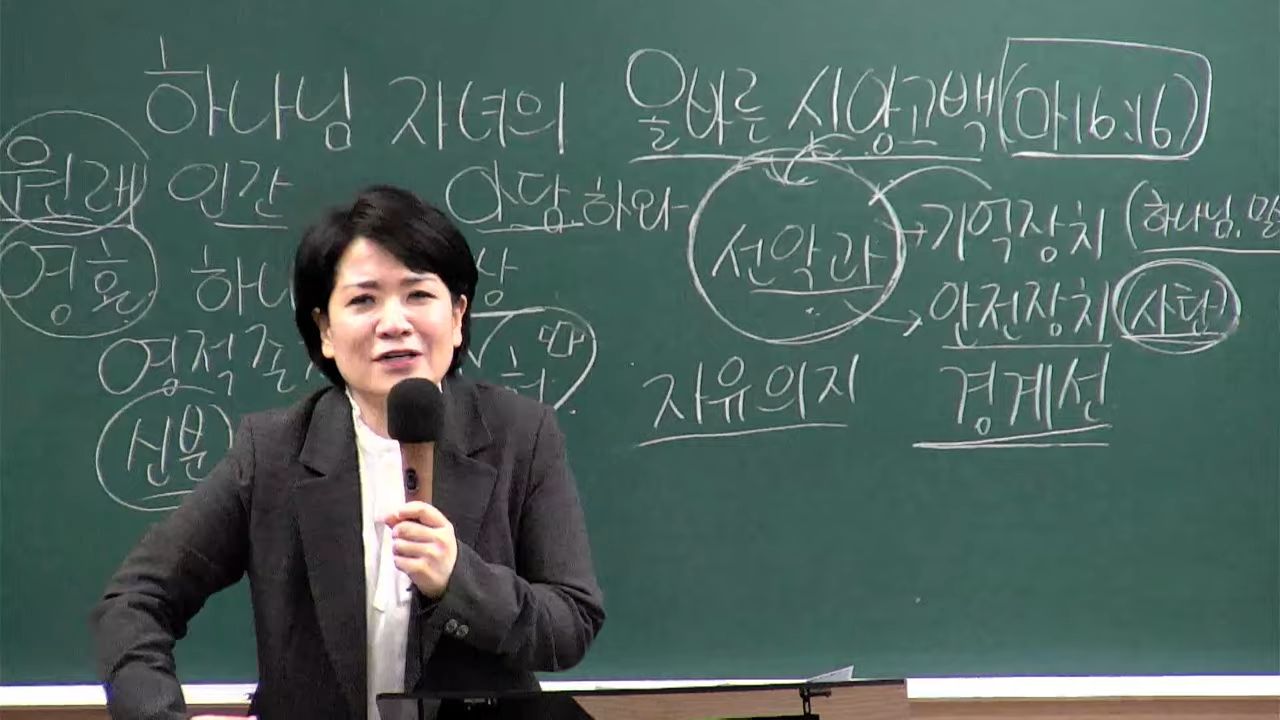 하나님 자녀의 올바른 신앙고백 (마16:16)
원래 인간 아담.하와 선악과 → 기억장치 (하나님.말
영혼 하나 상 → 안전장치 (사단)
영적존
신분 자유의지 경계선